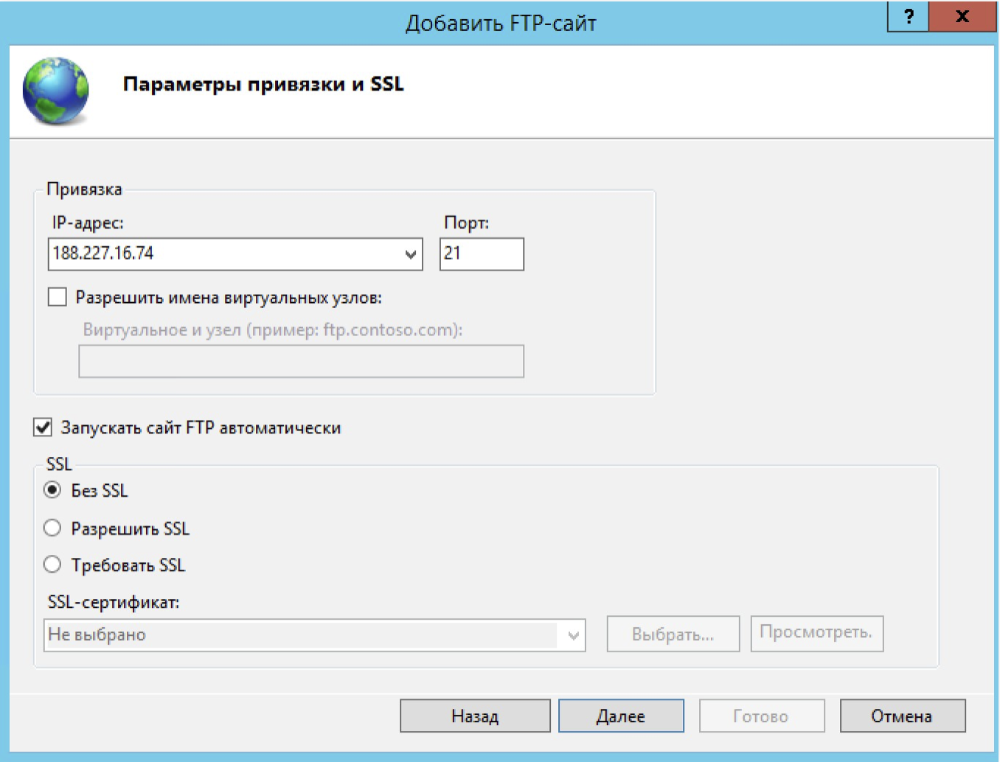 Добавить FTP-сайт
?
x
Параметры привязки и SSL
Привязка
IP-адрес:
Порт:
188.227.16.74
21
Разрешить имена виртуальных узлов:
Виртуальное и узел (пример: ftp.contoso.com):
Запускать сайт FTP автоматически
SSL
Без SSL
Разрешить SSL
Требовать SSL
SSL-сертификат:
Не выбрано
Выбрать...
Просмотреть.
Назад
Далее
Готово
Отмена